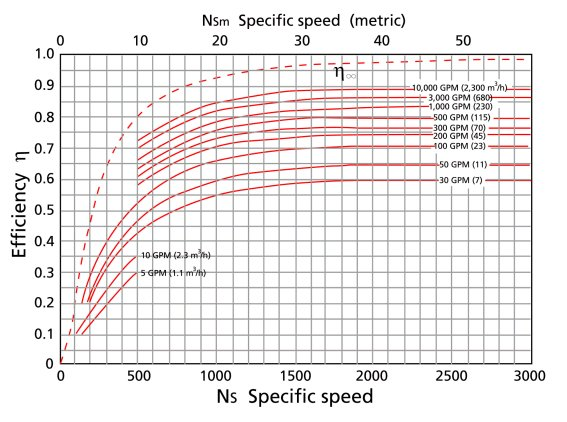 NSm Specific speed (metric)
0 10 20 30 40 50
1.0
η∞
0.9
10,000 GPM (2,300 m³/h)
3,000 GPM (680)
1,000 GPM (230)
0.8
500 GPM (115)
300 GPM (70)
200 GPM (45)
0.7
100 GPM (23)
50 GPM (11)
0.6
30 GPM (7)
Efficiency η
0.5
0.4
10 GPM (2.3 m³/h)
0.3
5 GPM (1.1 m³/h)
0.2
0.1
0
0 500 1000 1500 2000 2500 3000
Ns Specific speed